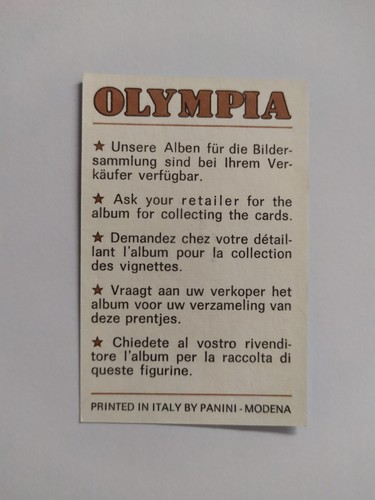 OLYMPIA
★ Unsere Alben für die Bilder-
sammlung sind bei Ihrem Ver-
käufer verfügbar.
★ Ask your retailer for the
album for collecting the cards.
★ Demandez chez votre détail-
lant l'album pour la collection
des vignettes.
★ Vraagt aan uw verkoper het
album voor uw verzameling van
deze prentjes.
★ Chiedete al vostro rivendi-
tore l'album per la raccolta di
queste figurine.
PRINTED IN ITALY BY PANINI - MODENA